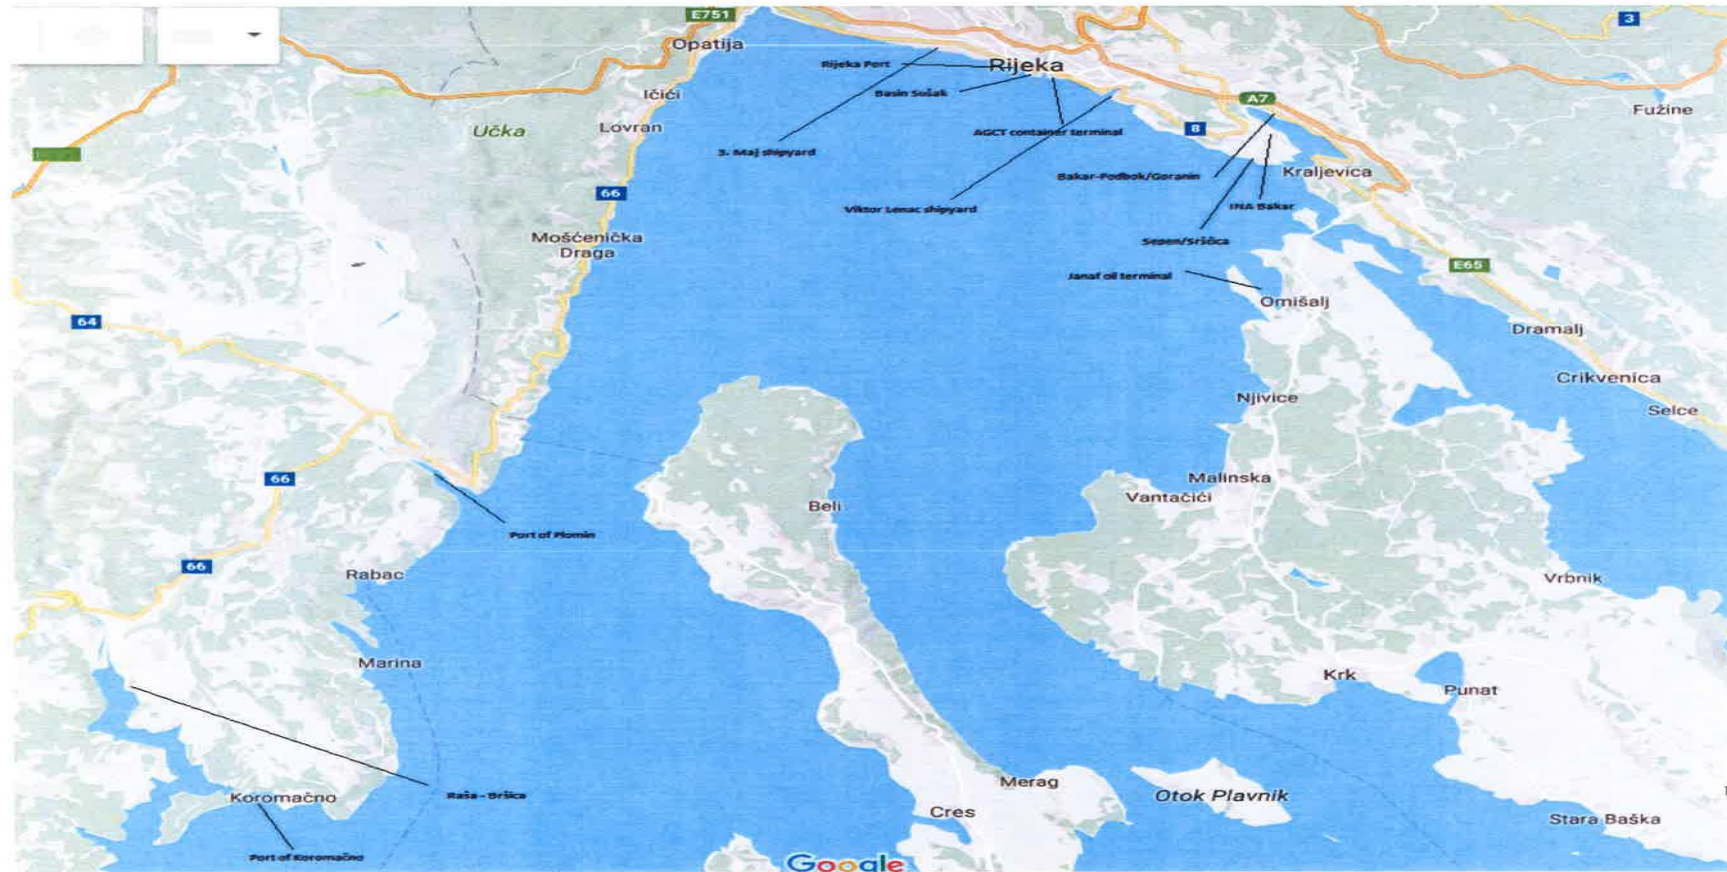 E751
3
Opatija
Rijeka Port
Rijeka
Ičići
Basin Sušak
A7
Fužine
Učka
Lovran
AGCT container terminal
8
3. Maj shipyard
Bakar-Podbok/Goranin
Kraljevica
66
Viktor Lenac shipyard
INA Bakar
Mošćenička
Draga
Sepen/Sršćica
E65
Janaf oil terminal
Omišalj
64
Dramalj
Crikvenica
Njivice
Selce
66
Malinska
Vantačići
Beli
Port of Plomin
66
Rabac
Vrbnik
Marina
Krk
Punat
Merag
Raša - Bršica
Koromačno
Otok Plavnik
Cres
Stara Baška
Port of Koromačno
Google